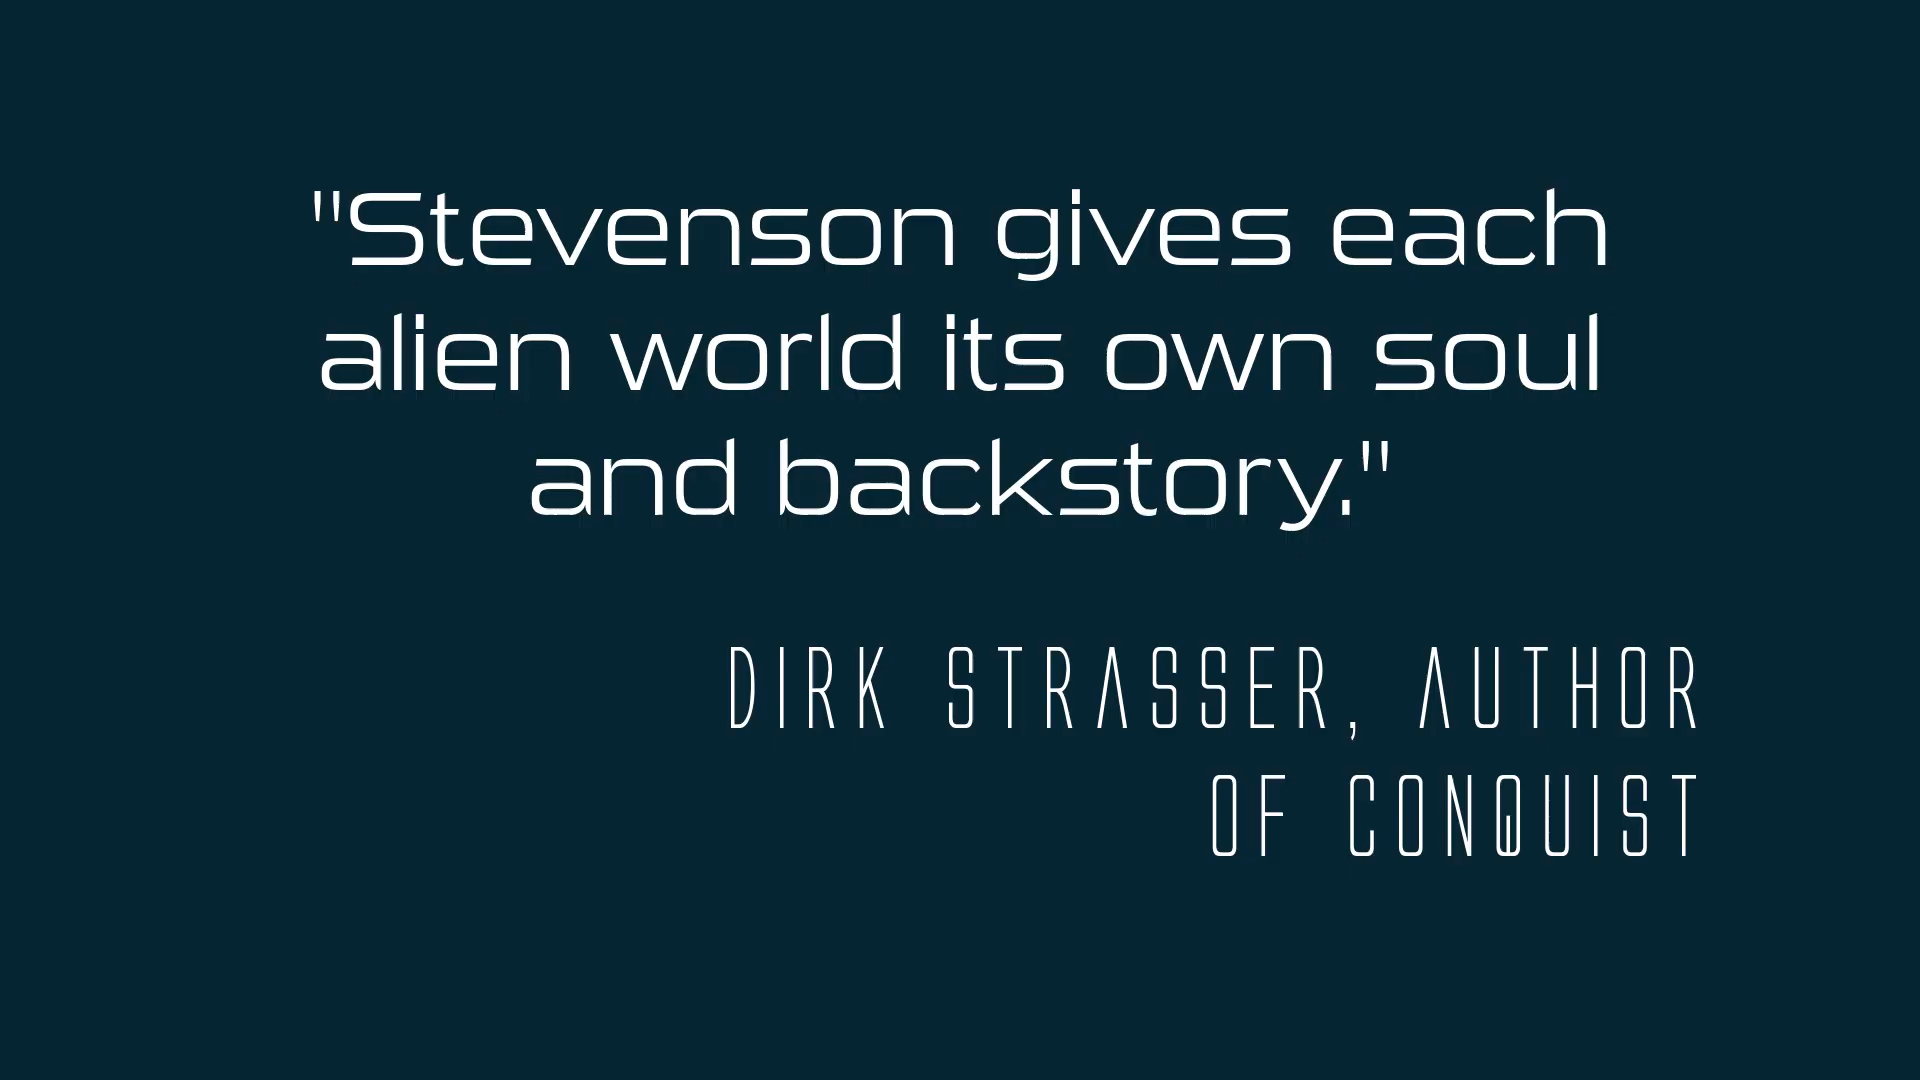 "Stevenson gives each
alien world its own soul
and backstory."
DIRK STRASSER, AUTHOR
OF CONQUIST